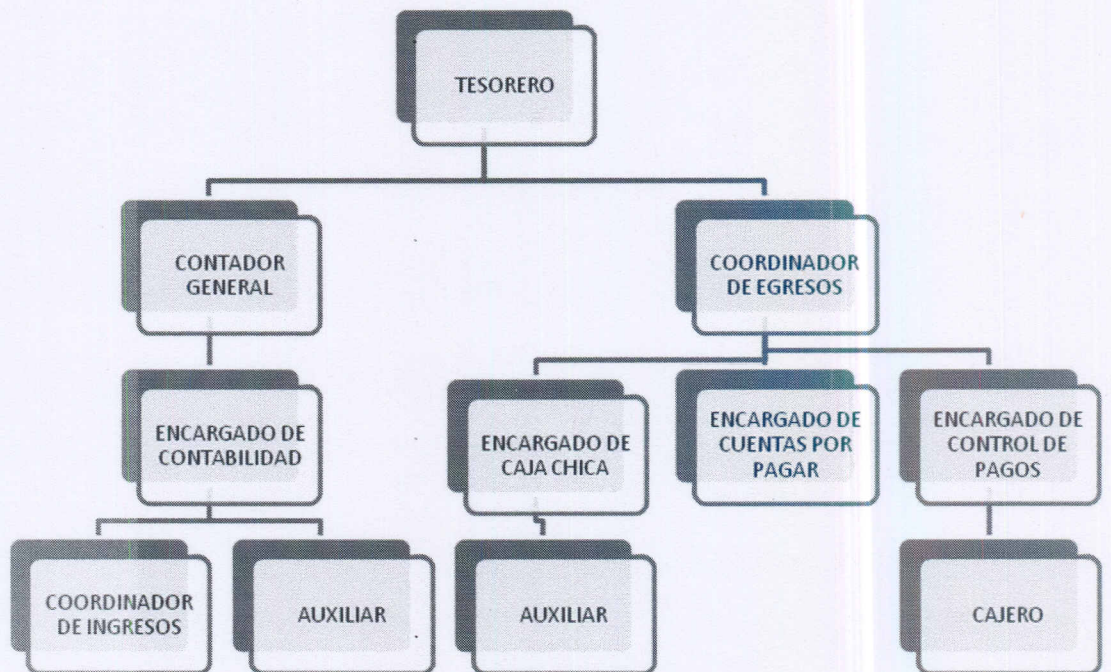 TESORERO
CONTADOR
GENERAL
COORDINADOR
DE EGRESOS
ENCARGADO DE
CONTABILIDAD
ENCARGADO DE
CAJA CHICA
ENCARGADO DE
CUENTAS POR
PAGAR
ENCARGADO DE
CONTROL DE
PAGOS
COORDINADOR
DE INGRESOS
AUXILIAR
AUXILIAR
CAJERO